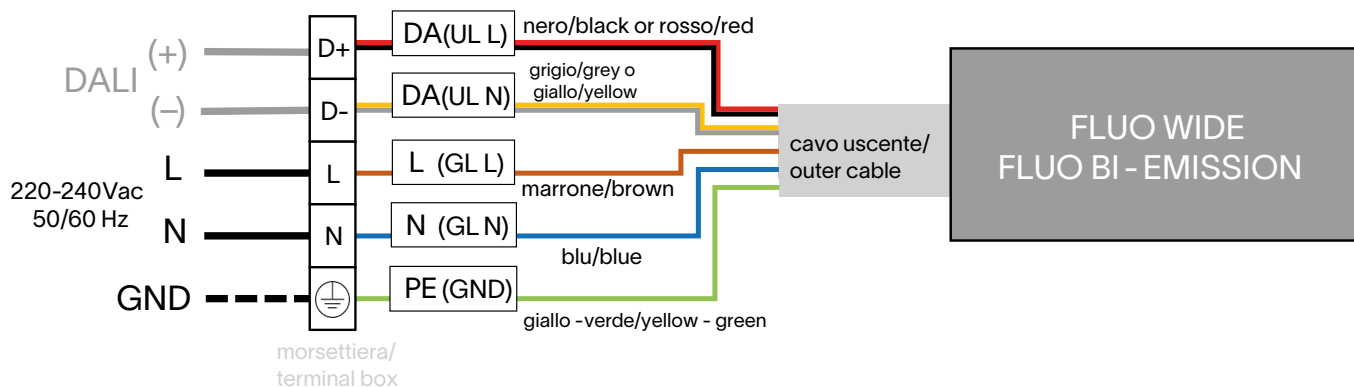 DALI
(+)
(–)
L
220-240Vac
50/60 Hz
N
GND
D+
D-
L
N
morsettiera/
terminal box
DA(UL L)
nero/black or rosso/red
DA(UL N)
grigio/grey o
giallo/yellow
L (GL L)
marrone/brown
N (GL N)
blu/blue
PE (GND)
giallo -verde/yellow - green
cavo uscente/
outer cable
FLUO WIDE
FLUO BI - EMISSION